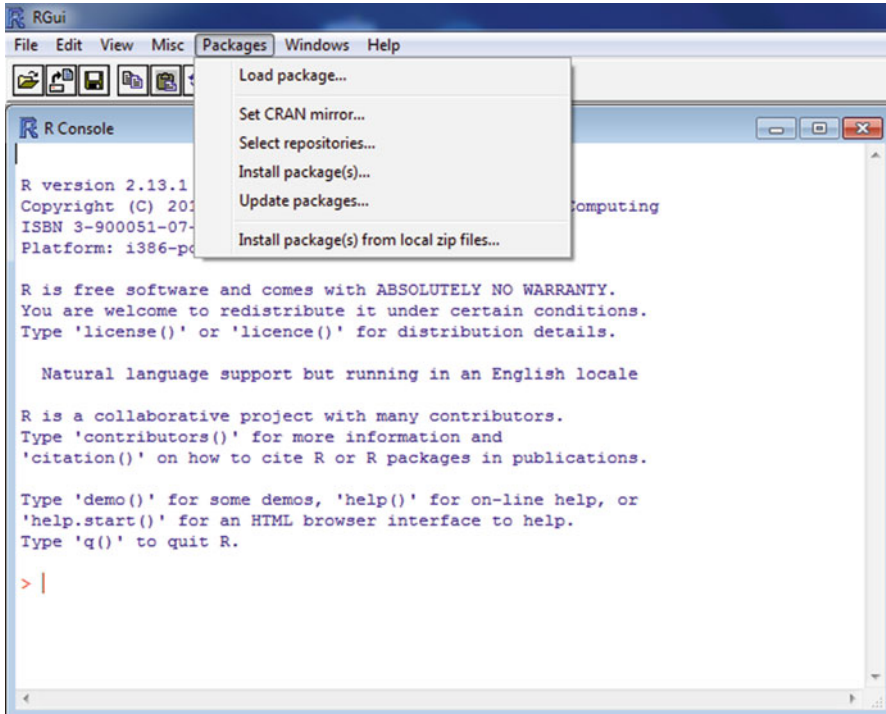 RGui
File Edit View Misc Packages Windows Help
Load package...
Set CRAN mirror...
Select repositories...
Install package(s)...
Update packages...
Install package(s) from local zip files...
R Console
R version 2.13.1
Copyright (C) 201 Computing
ISBN 3-900051-07-
Platform: i386-p
R is free software and comes with ABSOLUTELY NO WARRANTY.
You are welcome to redistribute it under certain conditions.
Type 'license()' or 'licence()' for distribution details.
Natural language support but running in an English locale
R is a collaborative project with many contributors.
Type 'contributors()' for more information and
'citation()' on how to cite R or R packages in publications.
Type 'demo()' for some demos, 'help()' for on-line help, or
'help.start()' for an HTML browser interface to help.
Type 'q()' to quit R.
>